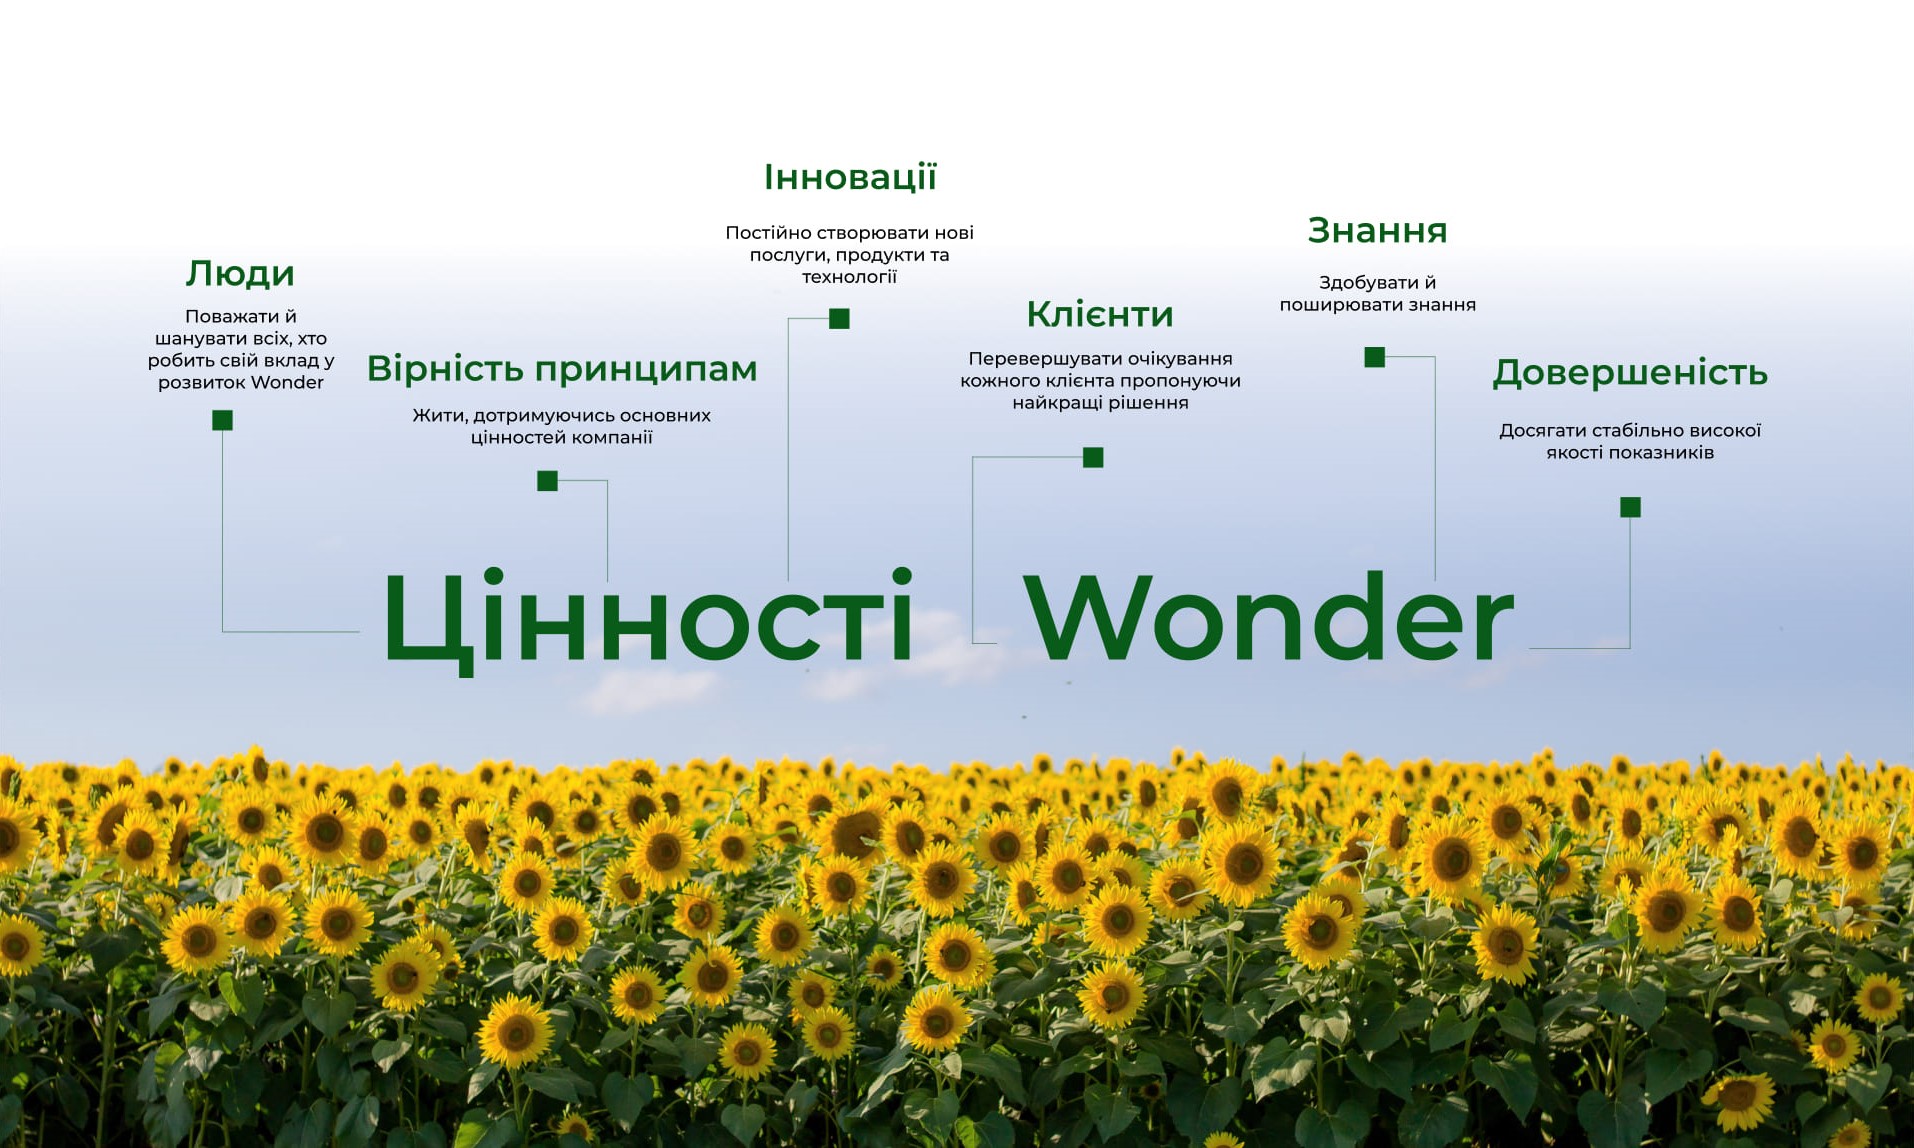 Люди
Поважати й
шанувати всіх, хто
робить свій вклад у
розвиток Wonder
Вірність принципам
Жити, дотримуючись основних
цінностей компанії
Інновації
Постійно створювати нові
послуги, продукти та
технології
Клієнти
Перевершувати очікування
кожного клієнта пропонуючи
найкращі рішення
Знання
Здобувати й
поширювати знання
Довершеність
Досягати стабільно високої
якості показників
Цінності Wonder